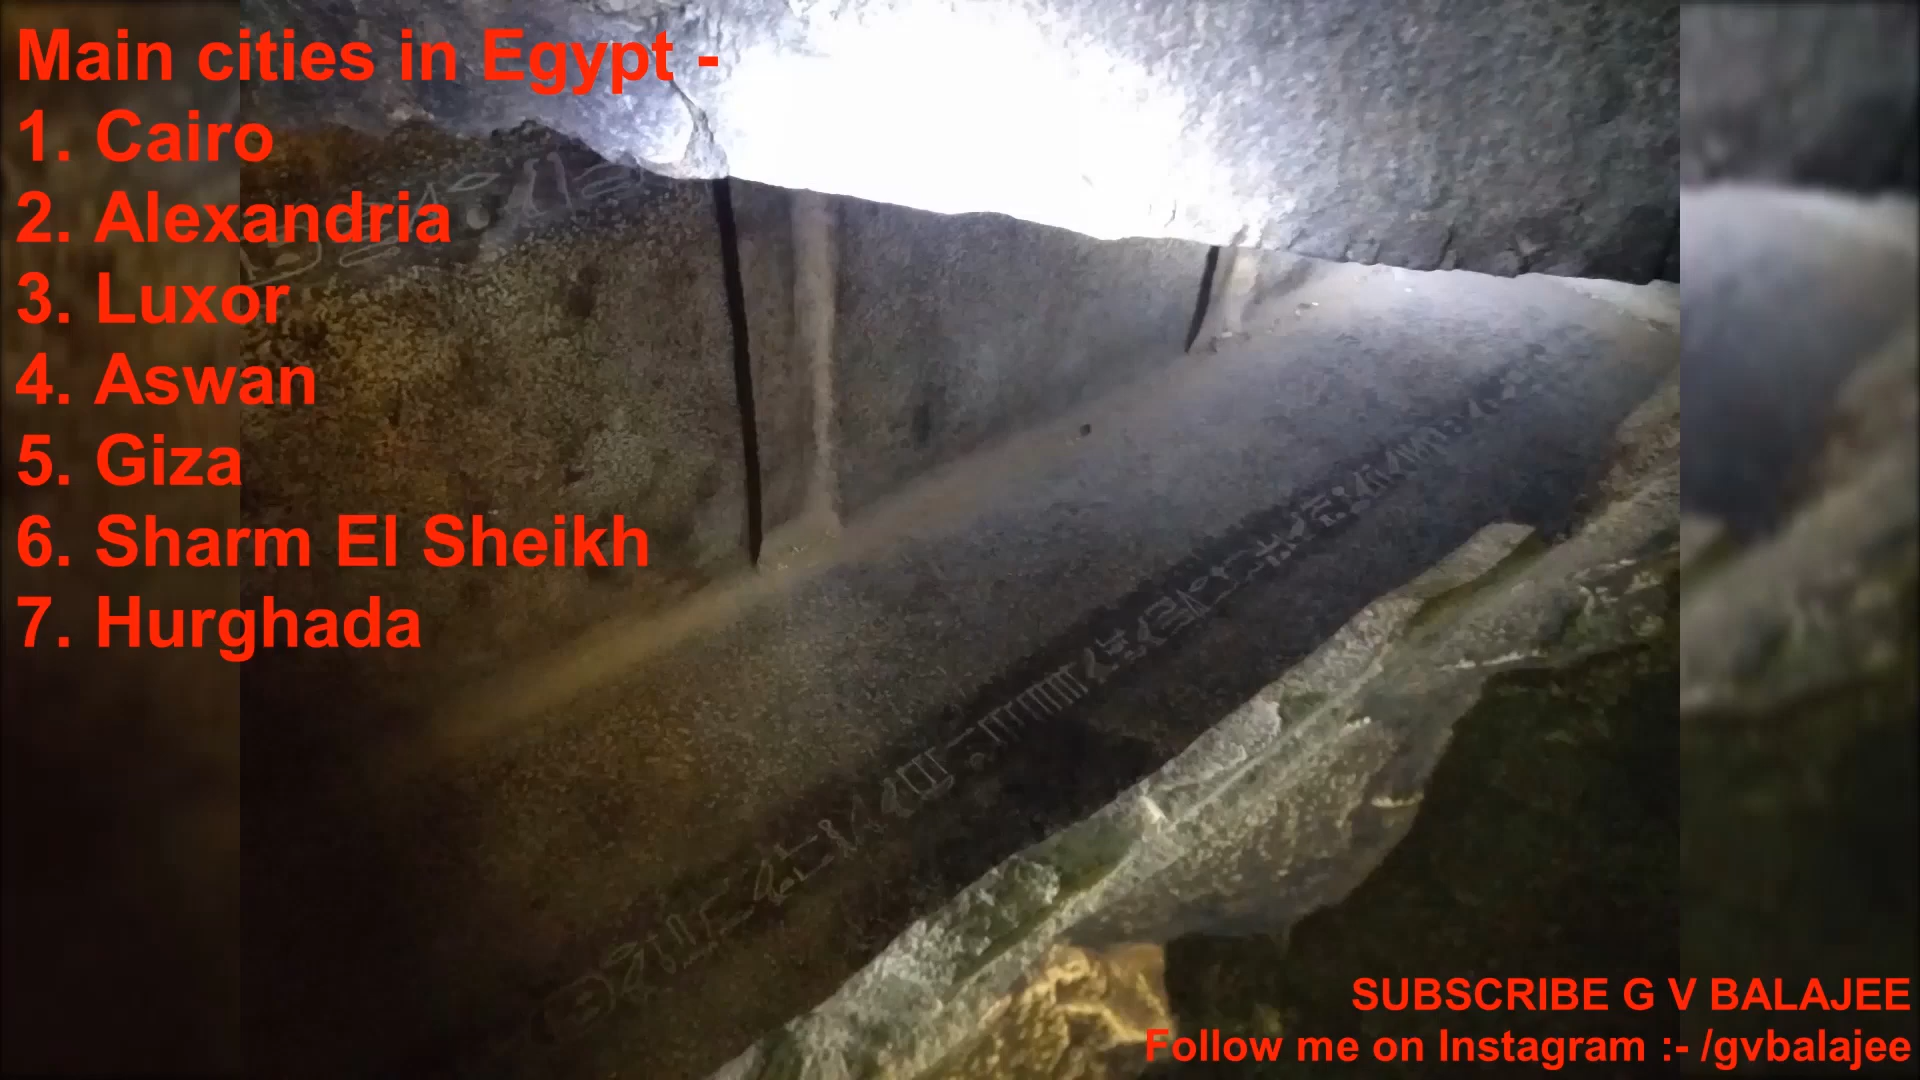 Main cities in Egypt -
1. Cairo
2. Alexandria
3. Luxor
4. Aswan
5. Giza
6. Sharm El Sheikh
7. Hurghada
SUBSCRIBE G V BALAJEE
Follow me on Instagram :- /gvbalajee